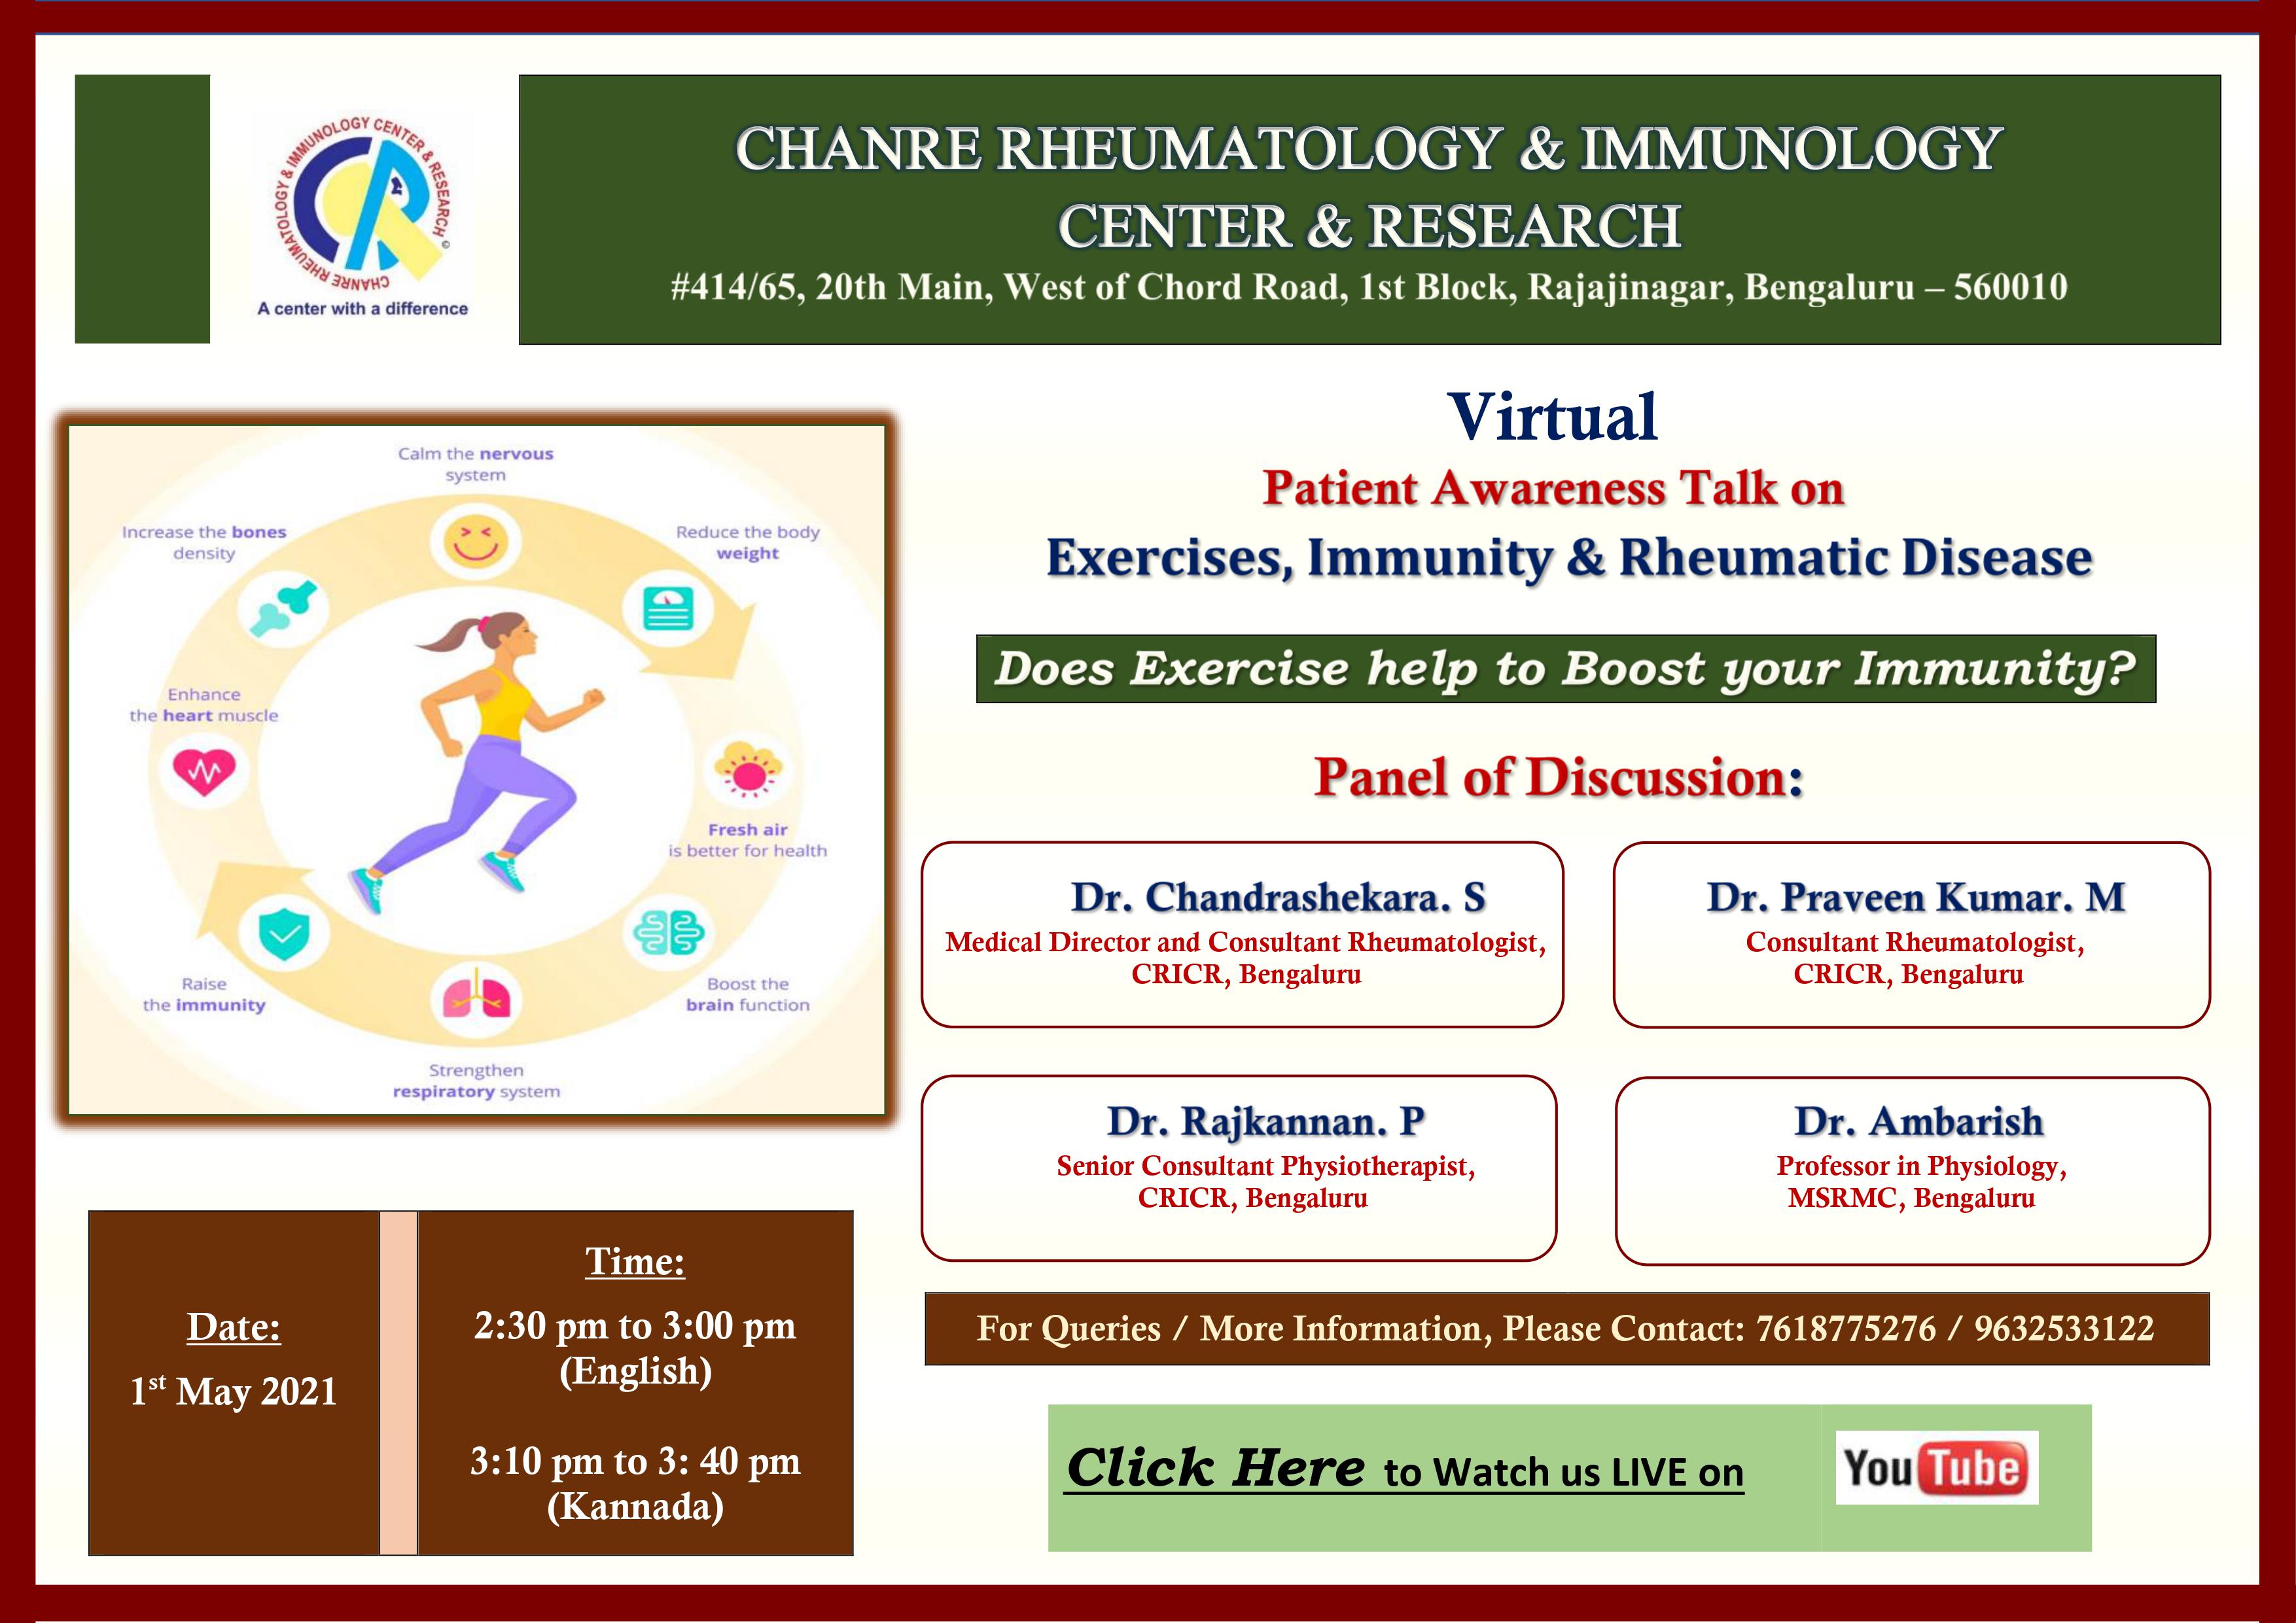 CHANRE RHEUMATOLOGY & IMMUNOLOGY CENTER & RESEARCH ©
A center with a difference
CHANRE RHEUMATOLOGY & IMMUNOLOGY
CENTER & RESEARCH
#414/65, 20th Main, West of Chord Road, 1st Block, Rajajinagar, Bengaluru – 560010
Calm the nervous
system
Reduce the body
weight
Fresh air
is better for health
Boost the
brain function
Strengthen
respiratory system
Raise
the immunity
Enhance
the heart muscle
Increase the bones
density
Virtual
Patient Awareness Talk on
Exercises, Immunity & Rheumatic Disease
Does Exercise help to Boost your Immunity?
Panel of Discussion:
Dr. Chandrashekara. S
Medical Director and Consultant Rheumatologist,
CRICR, Bengaluru
Dr. Praveen Kumar. M
Consultant Rheumatologist,
CRICR, Bengaluru
Dr. Rajkannan. P
Senior Consultant Physiotherapist,
CRICR, Bengaluru
Dr. Ambarish
Professor in Physiology,
MSRMC, Bengaluru
Date:
1st May 2021
Time:
2:30 pm to 3:00 pm
(English)
3:10 pm to 3: 40 pm
(Kannada)
For Queries / More Information, Please Contact: 7618775276 / 9632533122
Click Here to Watch us LIVE on
YouTube